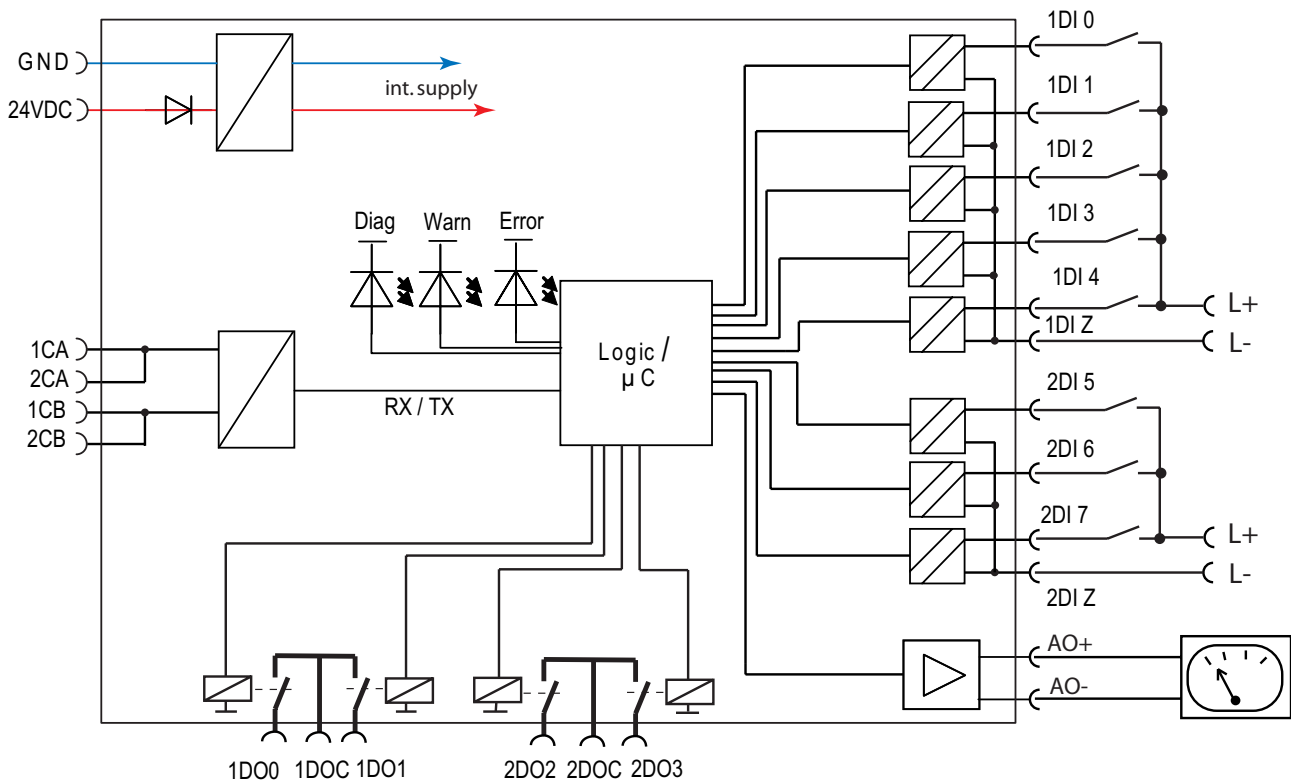 GND
24VDC
int. supply
Diag Warn Error
1CA
2CA
1CB
2CB
RX / TX
Logic /
µC
1DI 0
1DI 1
1DI 2
1DI 3
1DI 4
L+
1DI Z
L-
2DI 5
2DI 6
2DI 7
L+
L-
2DI Z
AO+
AO-
1DO0 1DOC 1DO1 2DO2 2DOC 2DO3